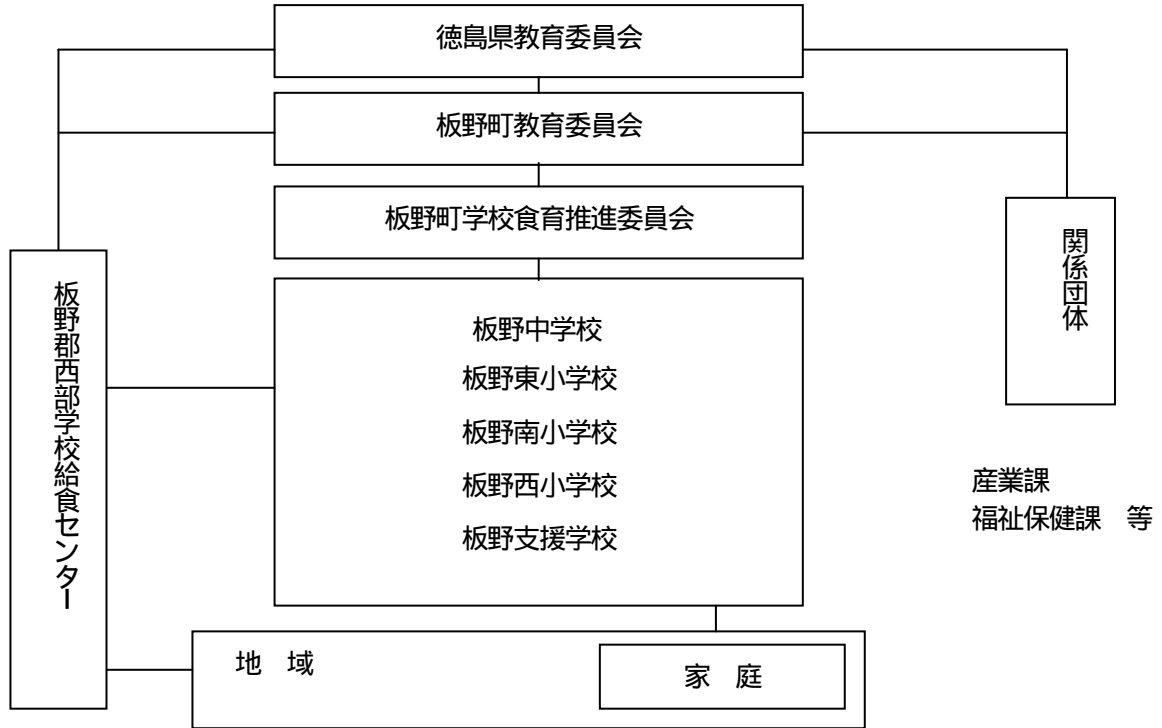 徳島県教育委員会
板野町教育委員会
板野町学校食育推進委員会
関係団体
板野郡西部学校給食センター
板野中学校
板野東小学校
板野南小学校
板野西小学校
板野支援学校
産業課
福祉保健課　等
地　域
家　庭